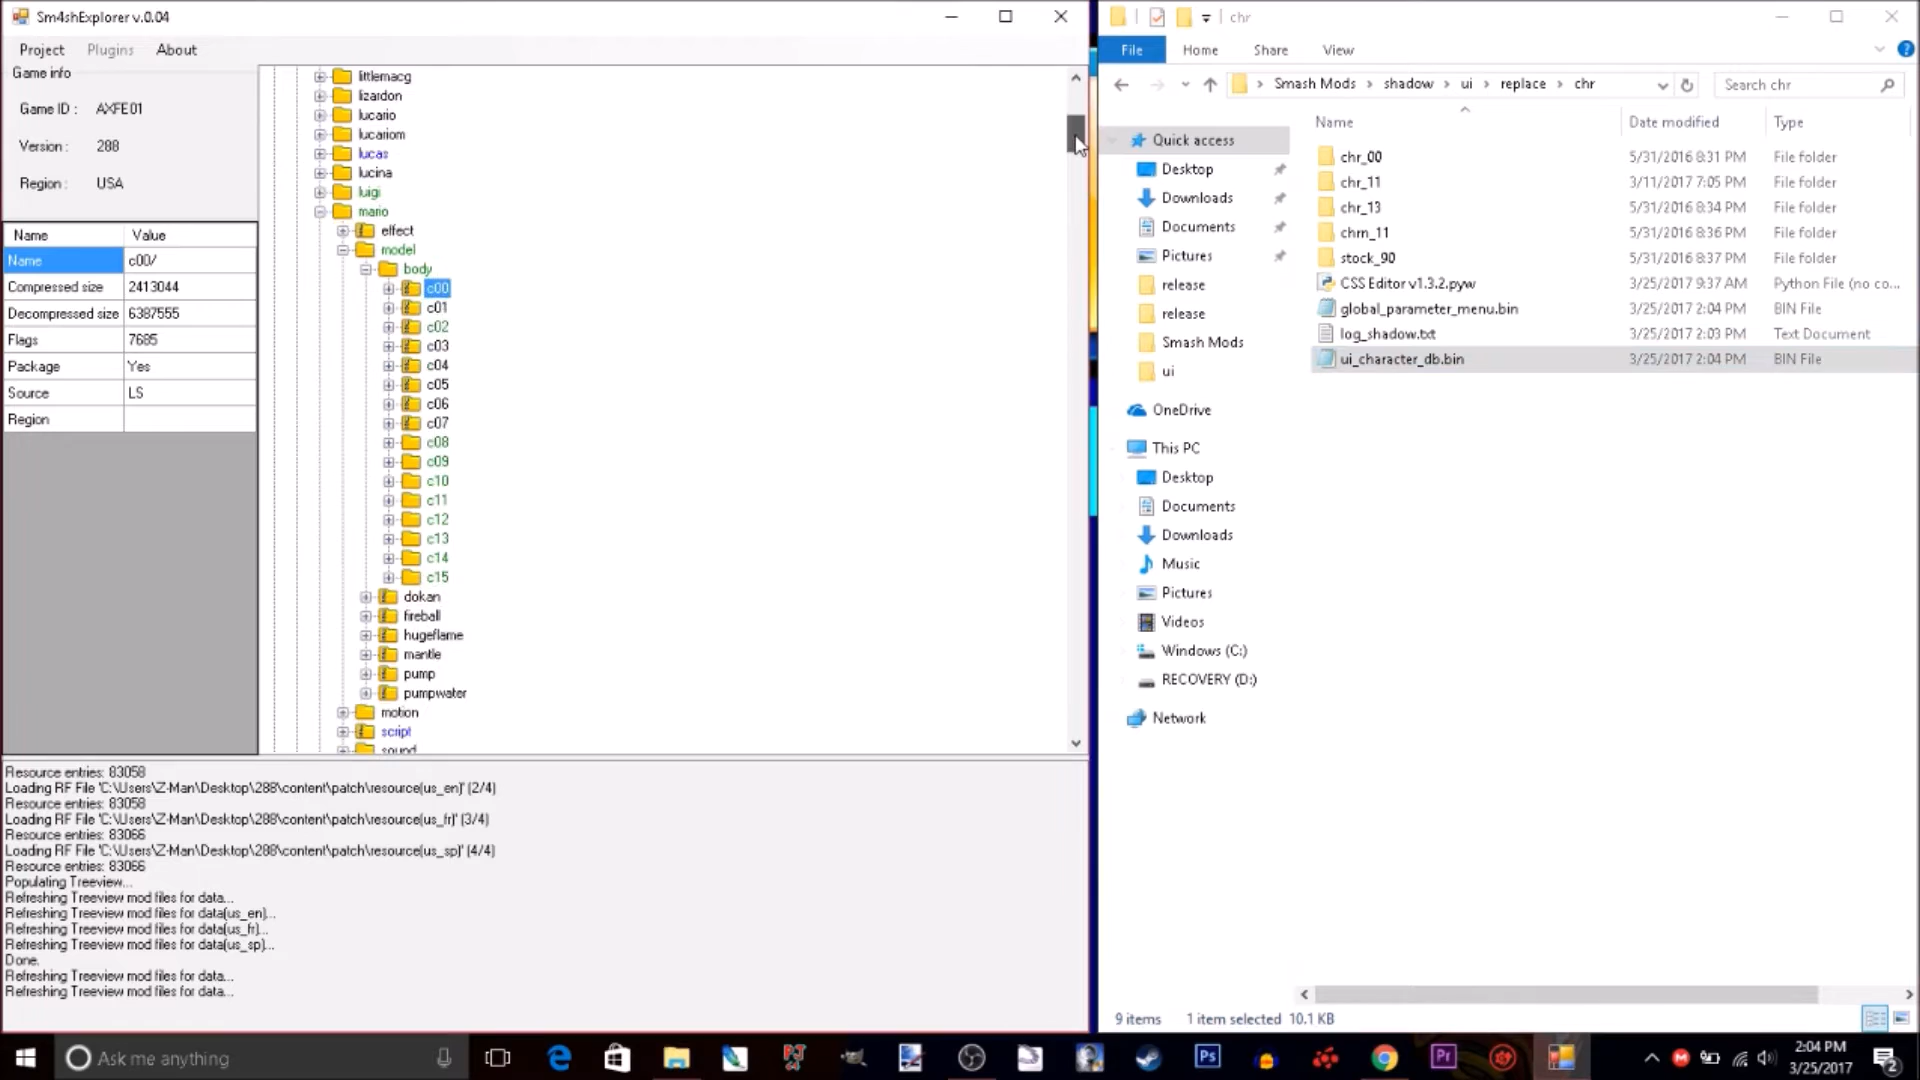 Sm4shExplorer v.0.04
Project Plugins About
Game info
Game ID : AXFE01
Version : 288
Region : USA
Name Value
Name c00/
Compressed size 2413044
Decompressed size 6387555
Flags 7685
Package Yes
Source LS
Region
littlemacg
lizardon
lucario
lucariom
lucas
lucina
luigi
mario
effect
model
body
c00
c01
c02
c03
c04
c05
c06
c07
c08
c09
c10
c11
c12
c13
c14
c15
dokan
fireball
hugeflame
mantle
pump
pumpwater
motion
script
sound
Resource entries: 83058
Loading RF File 'C:\Users\Z-Man\Desktop\288\content\patch\resource(us_en)' (2/4)
Resource entries: 83058
Loading RF File 'C:\Users\Z-Man\Desktop\288\content\patch\resource(us_fr)' (3/4)
Resource entries: 83066
Loading RF File 'C:\Users\Z-Man\Desktop\288\content\patch\resource(us_sp)' (4/4)
Resource entries: 83066
Populating Treeview...
Refreshing Treeview mod files for data...
Refreshing Treeview mod files for data(us_en)...
Refreshing Treeview mod files for data(us_fr)...
Refreshing Treeview mod files for data(us_sp)...
Done.
Refreshing Treeview mod files for data...
Refreshing Treeview mod files for data...
chr
File Home Share View
Smash Mods > shadow > ui > replace > chr
Search chr
Name Date modified Type
Quick access
Desktop
Downloads
Documents
Pictures
release
release
Smash Mods
ui
OneDrive
This PC
Desktop
Documents
Downloads
Music
Pictures
Videos
Windows (C:)
RECOVERY (D:)
Network
chr_00 5/31/2016 8:31 PM File folder
chr_11 3/11/2017 7:05 PM File folder
chr_13 5/31/2016 8:34 PM File folder
chrn_11 5/31/2016 8:36 PM File folder
stock_90 5/31/2016 8:37 PM File folder
CSS Editor v1.3.2.pyw 3/25/2017 9:37 AM Python File (no co...
global_parameter_menu.bin 3/25/2017 2:04 PM BIN File
log_shadow.txt 3/25/2017 2:03 PM Text Document
ui_character_db.bin 3/25/2017 2:04 PM BIN File
9 items 1 item selected 10.1 KB
Ask me anything
Ps
Pr
2:04 PM
3/25/2017
2